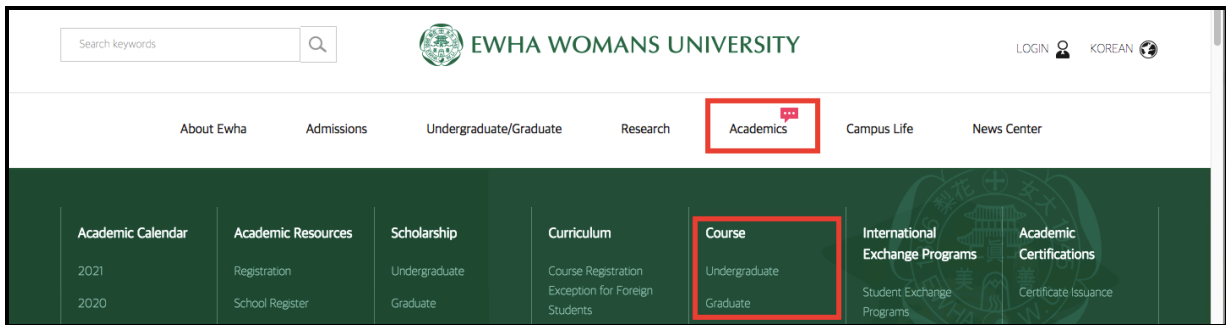 Search keywords
EWHA WOMANS UNIVERSITY
LOGIN
KOREAN
About Ewha
Admissions
Undergraduate/Graduate
Research
Academics
Campus Life
News Center
Academic Calendar
2021
2020
Academic Resources
Registration
School Register
Scholarship
Undergraduate
Graduate
Curriculum
Course Registration
Exception for Foreign
Students
Course
Undergraduate
Graduate
International
Exchange Programs
Student Exchange
Programs
Academic
Certifications
Certificate Issuance